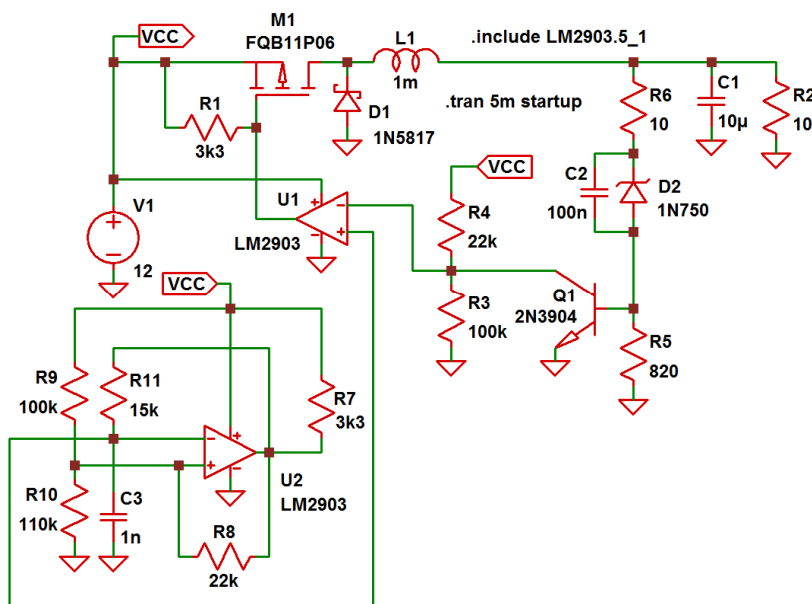 M1
VCC
FQB11P06
L1
1m
.include LM2903.5_1
.tran 5m startup
R1
3k3
D1
1N5817
R6
10
C1
10µ
R2
10
V1
12
U1
LM2903
VCC
R4
22k
C2
100n
D2
1N750
R3
100k
Q1
2N3904
R5
820
VCC
R9
100k
R11
15k
R7
3k3
U2
LM2903
R10
110k
C3
1n
R8
22k